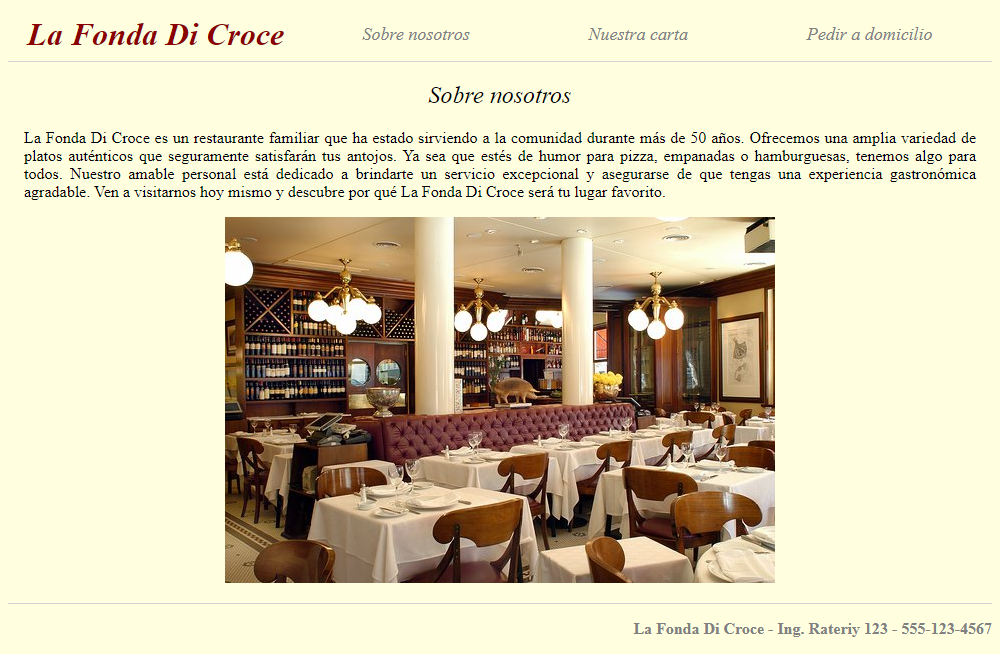 La Fonda Di Croce
Sobre nosotros
Nuestra carta
Pedir a domicilio
Sobre nosotros
La Fonda Di Croce es un restaurante familiar que ha estado sirviendo a la comunidad durante más de 50 años. Ofrecemos una amplia variedad de
platos auténticos que seguramente satisfarán tus antojos. Ya sea que estés de humor para pizza, empanadas o hamburguesas, tenemos algo para
todos. Nuestro amable personal está dedicado a brindarte un servicio excepcional y asegurarse de que tengas una experiencia gastronómica
agradable. Ven a visitarnos hoy mismo y descubre por qué La Fonda Di Croce será tu lugar favorito.
La Fonda Di Croce - Ing. Rateriy 123 - 555-123-4567